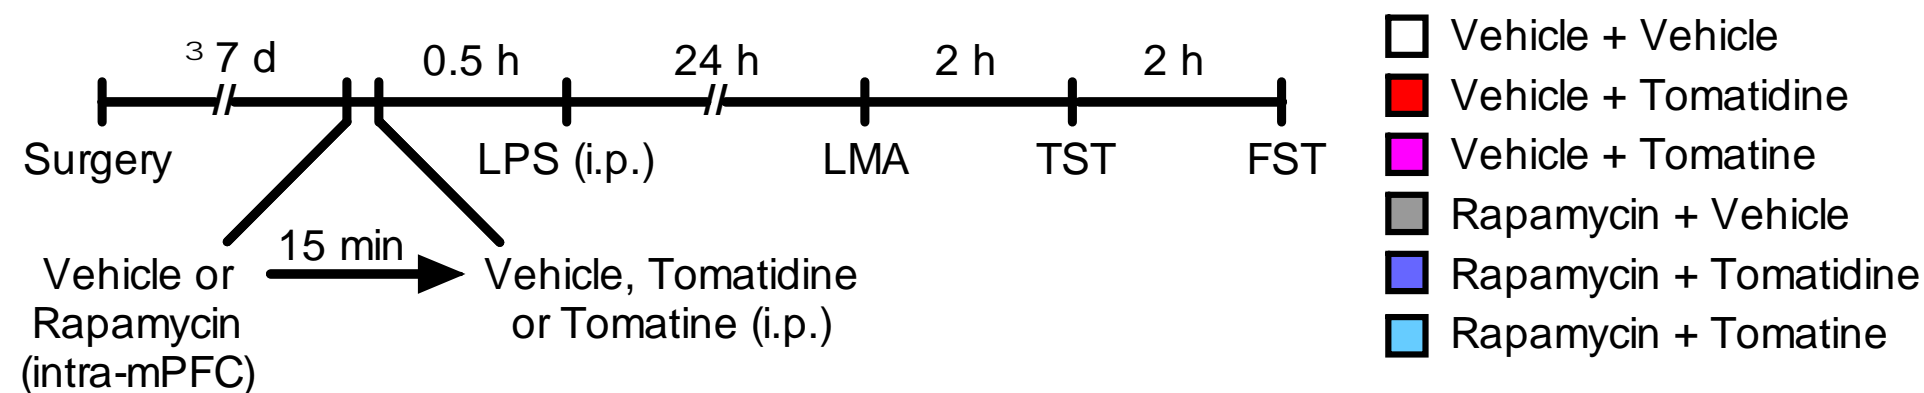 ³ 7 d
0.5 h
24 h
2 h
2 h
Surgery
LPS (i.p.)
LMA
TST
FST
15 min
Vehicle or
Rapamycin
(intra-mPFC)
Vehicle, Tomatidine
or Tomatine (i.p.)
Vehicle + Vehicle
Vehicle + Tomatidine
Vehicle + Tomatine
Rapamycin + Vehicle
Rapamycin + Tomatidine
Rapamycin + Tomatine